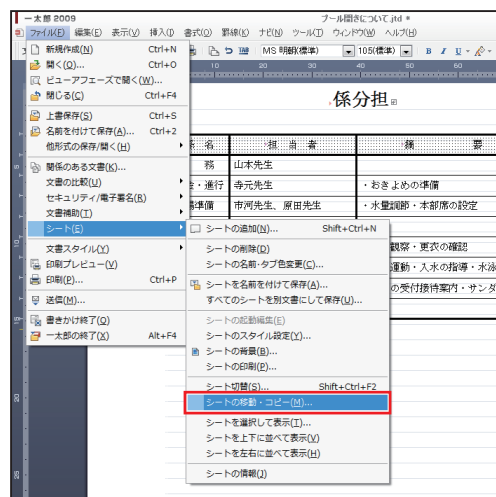 一太郎 2009
プール開きについて.jtd *
ファイル(F) 編集(E) 表示(V) 挿入(I) 書式(O) 罫線(K) ナビ(N) ツール(T) ウィンドウ(W) ヘルプ(H)
新規作成(N) Ctrl+N
開く(O)... Ctrl+O
ビューアフェーズで開く(W)...
閉じる(C) Ctrl+F4
上書保存(S) Ctrl+S
名前を付けて保存(A)... Ctrl+2
他形式の保存/開く(H)
関係のある文書(K)...
文書の比較(U)
セキュリティ/電子署名(R)
文書補助(T)
シート(E)
文書スタイル(Y)
印刷プレビュー(V)
印刷(P)... Ctrl+P
送信(M)...
書きかけ終了(Q)
一太郎の終了(X) Alt+F4
MS 明朝(標準) 105(標準) B I U
10 20 30 40 50 60
係分担
名 担 当 者 摘 要
務 山本先生
・進行 寺元先生 ・おきよめの準備
準備 市河先生、原田先生 ・水量調節・本部席の設定
観察・更衣の確認
運動・入水の指導・水泳
の受付接待案内・サンダ
シートの追加(N)... Shift+Ctrl+N
シートの削除(D)
シートの名前・タブ色変更(C)...
シートを名前を付けて保存(A)...
すべてのシートを別文書にして保存(U)...
シートの起動編集(E)
シートのスタイル設定(Y)...
シートの背景(B)...
シートの印刷(P)...
シート切替(S)... Shift+Ctrl+F2
シートの移動・コピー(M)...
シートを選択して表示(T)...
シートを上下に並べて表示(V)
シートを左右に並べて表示(H)
シートの情報(J)